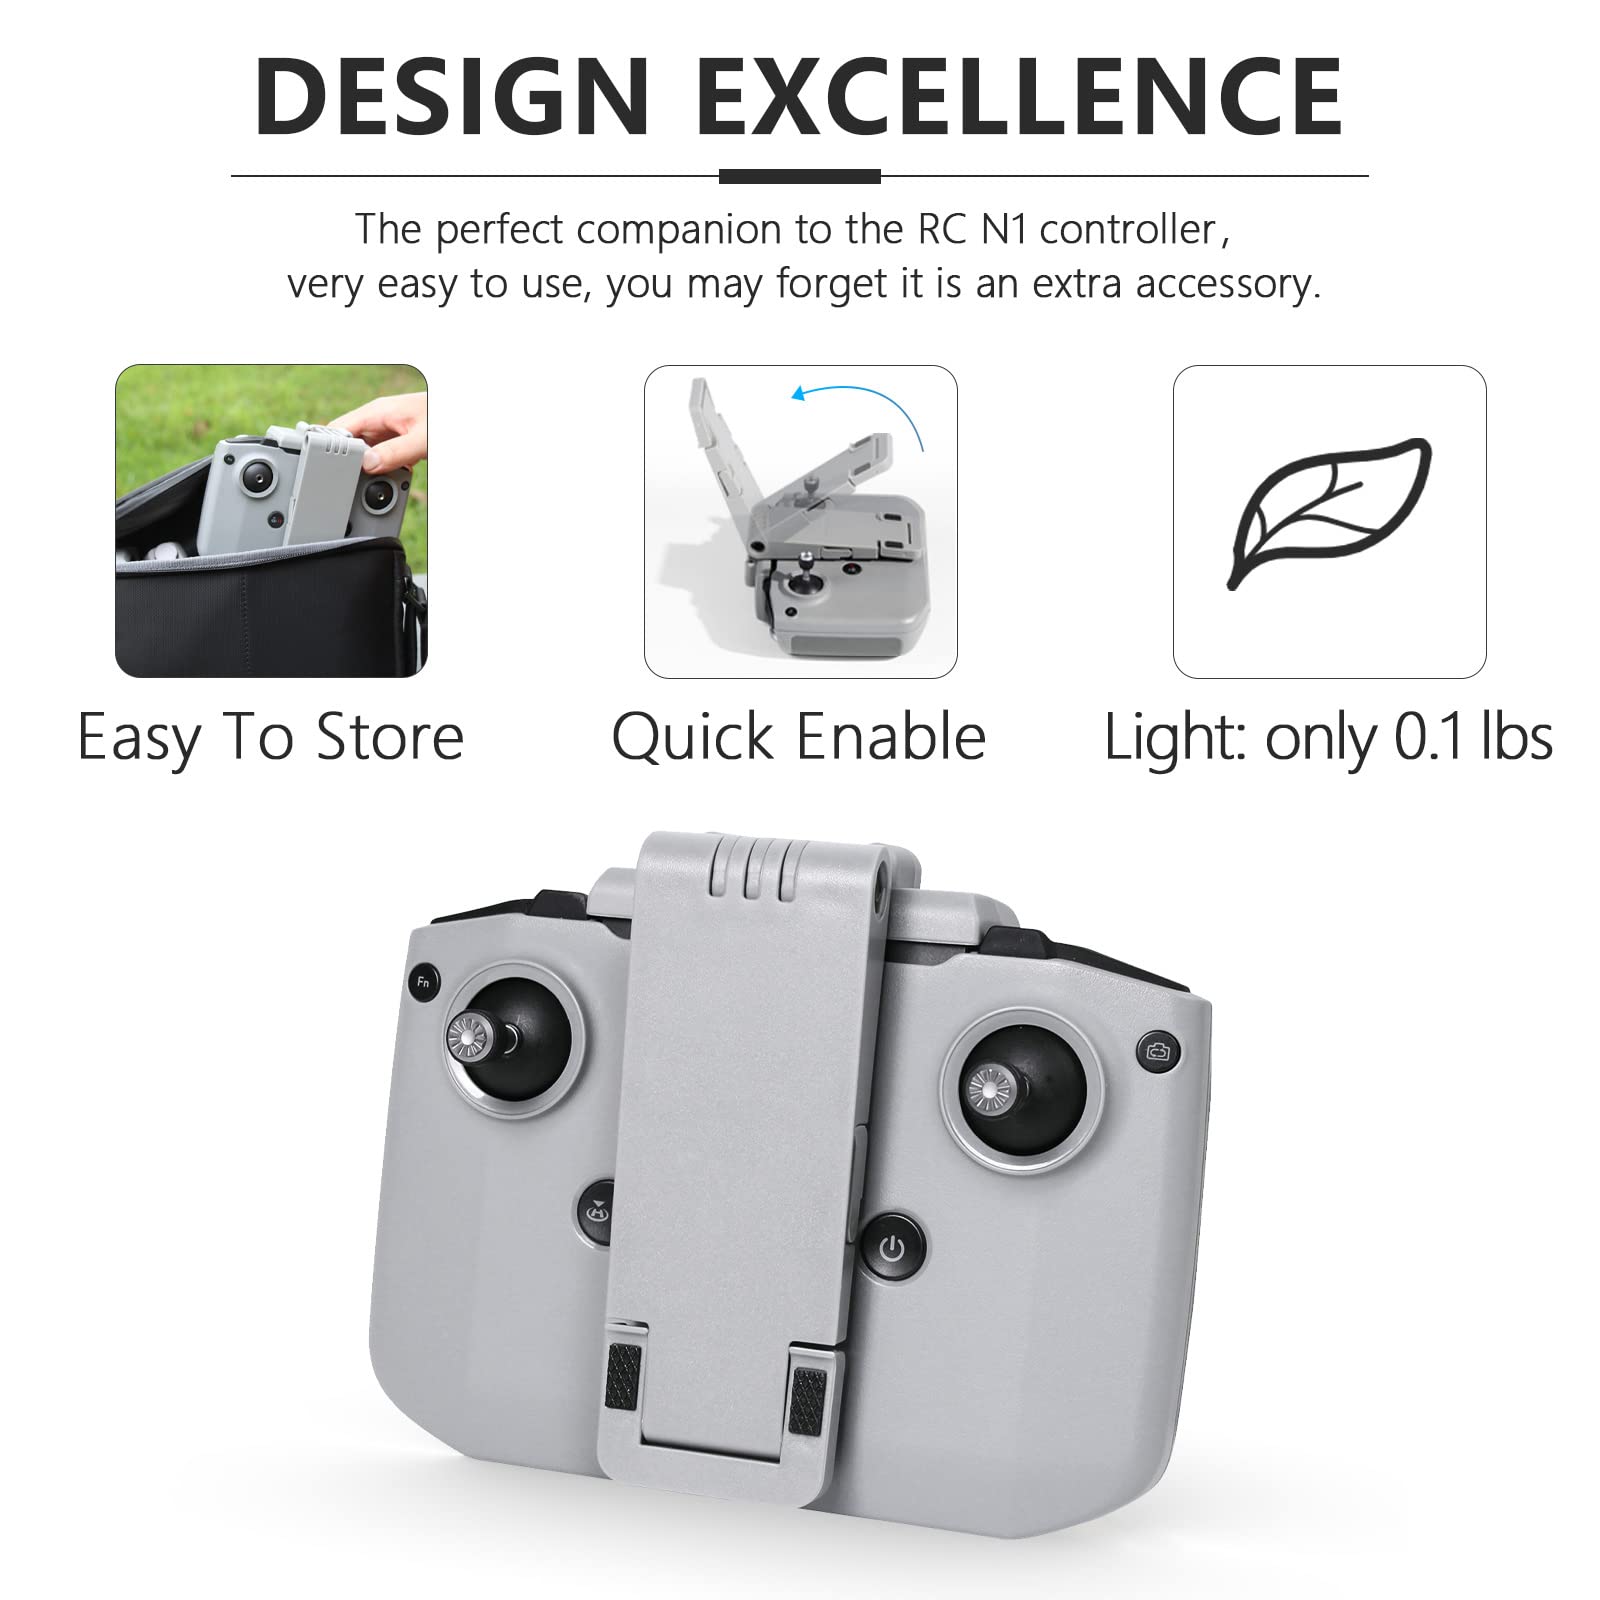 DESIGN EXCELLENCE
The perfect companion to the RC N1 controller,
very easy to use, you may forget it is an extra accessory.
Easy To Store
Quick Enable
Light: only 0.1 lbs
Fn